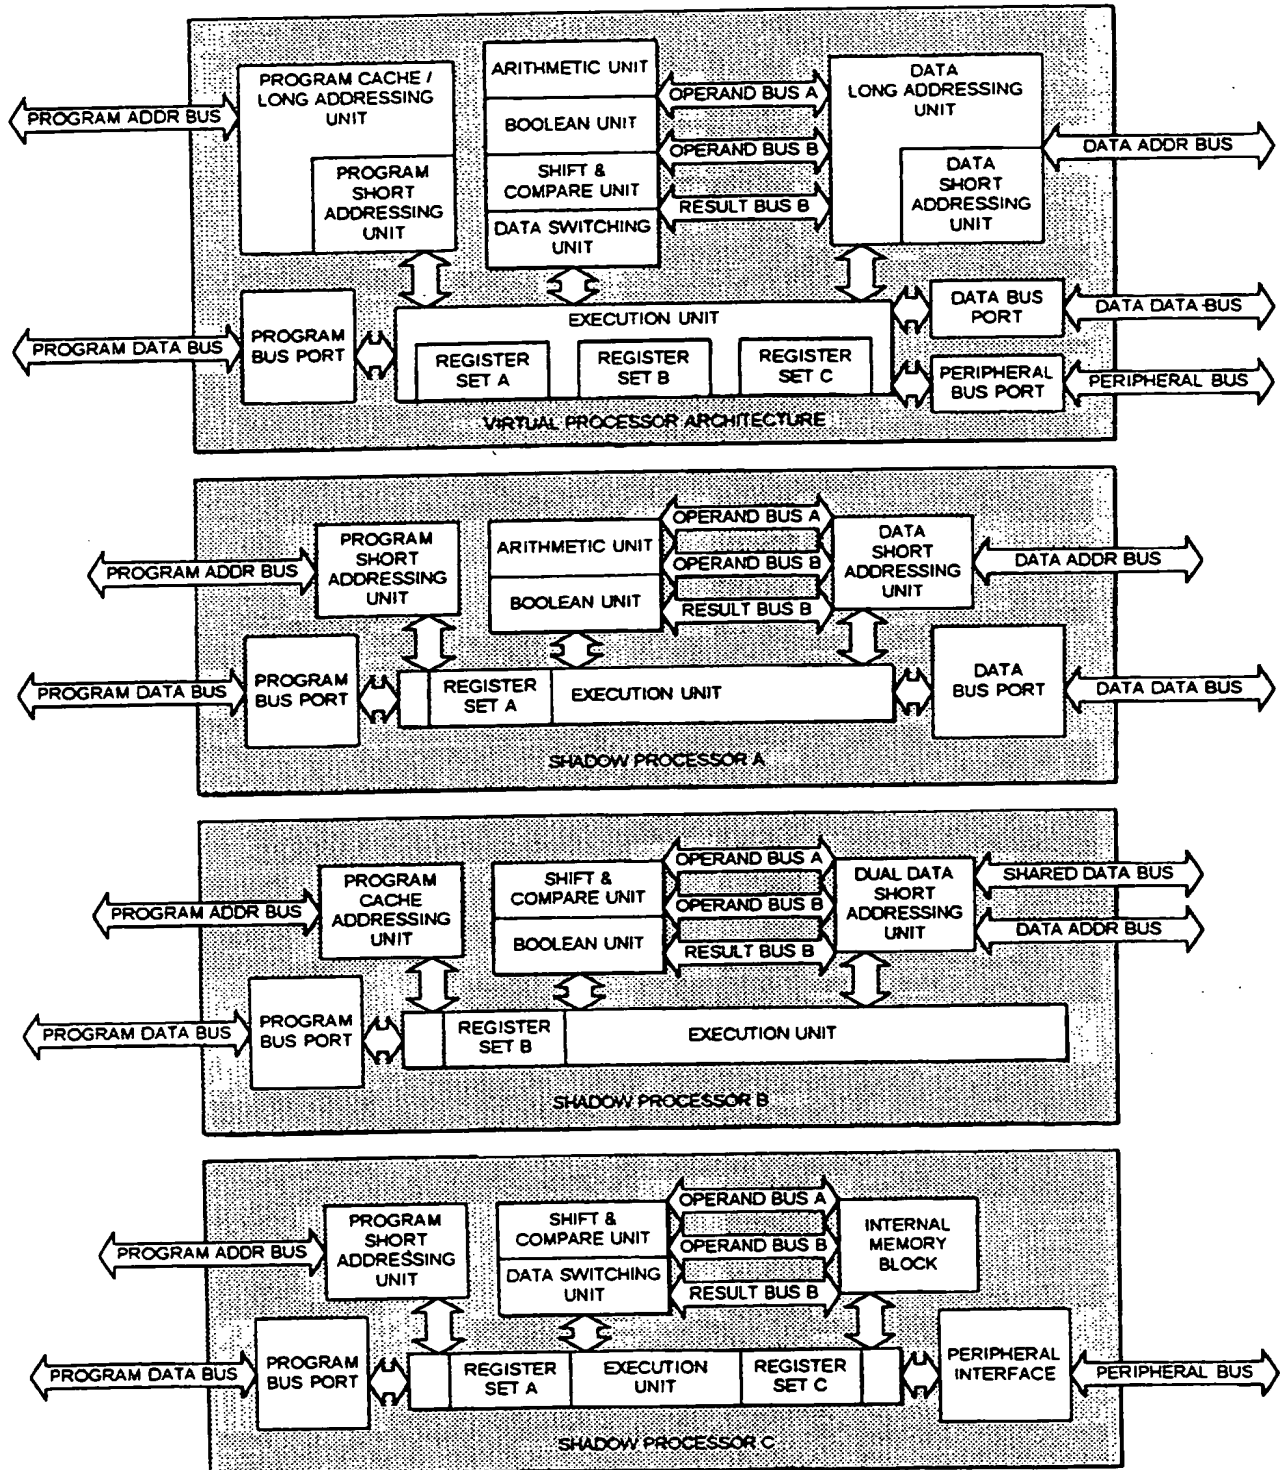 PROGRAM CACHE /
LONG ADDRESSING
UNIT
PROGRAM ADDR BUS
PROGRAM
SHORT
ADDRESSING
UNIT
ARITHMETIC UNIT
BOOLEAN UNIT
SHIFT &
COMPARE UNIT
DATA SWITCHING
UNIT
OPERAND BUS A
OPERAND BUS B
RESULT BUS B
DATA
LONG ADDRESSING
UNIT
DATA
SHORT
ADDRESSING
UNIT
DATA ADDR BUS
PROGRAM DATA BUS
PROGRAM
BUS PORT
EXECUTION UNIT
REGISTER
SET A
REGISTER
SET B
REGISTER
SET C
DATA BUS
PORT
DATA DATA BUS
PERIPHERAL
BUS PORT
PERIPHERAL BUS
VIRTUAL PROCESSOR ARCHITECTURE
PROGRAM ADDR BUS
PROGRAM
SHORT
ADDRESSING
UNIT
ARITHMETIC UNIT
BOOLEAN UNIT
OPERAND BUS A
OPERAND BUS B
RESULT BUS B
DATA
SHORT
ADDRESSING
UNIT
DATA ADDR BUS
PROGRAM DATA BUS
PROGRAM
BUS PORT
REGISTER
SET A
EXECUTION UNIT
DATA
BUS PORT
DATA DATA BUS
SHADOW PROCESSOR A
PROGRAM ADDR BUS
PROGRAM
CACHE
ADDRESSING
UNIT
SHIFT &
COMPARE UNIT
BOOLEAN UNIT
OPERAND BUS A
OPERAND BUS B
RESULT BUS B
DUAL DATA
SHORT
ADDRESSING
UNIT
SHARED DATA BUS
DATA ADDR BUS
PROGRAM DATA BUS
PROGRAM
BUS PORT
REGISTER
SET B
EXECUTION UNIT
SHADOW PROCESSOR B
PROGRAM ADDR BUS
PROGRAM
SHORT
ADDRESSING
UNIT
SHIFT &
COMPARE UNIT
DATA SWITCHING
UNIT
OPERAND BUS A
OPERAND BUS B
RESULT BUS B
INTERNAL
MEMORY
BLOCK
PROGRAM DATA BUS
PROGRAM
BUS PORT
REGISTER
SET A
EXECUTION
UNIT
REGISTER
SET C
PERIPHERAL
INTERFACE
PERIPHERAL BUS
SHADOW PROCESSOR C